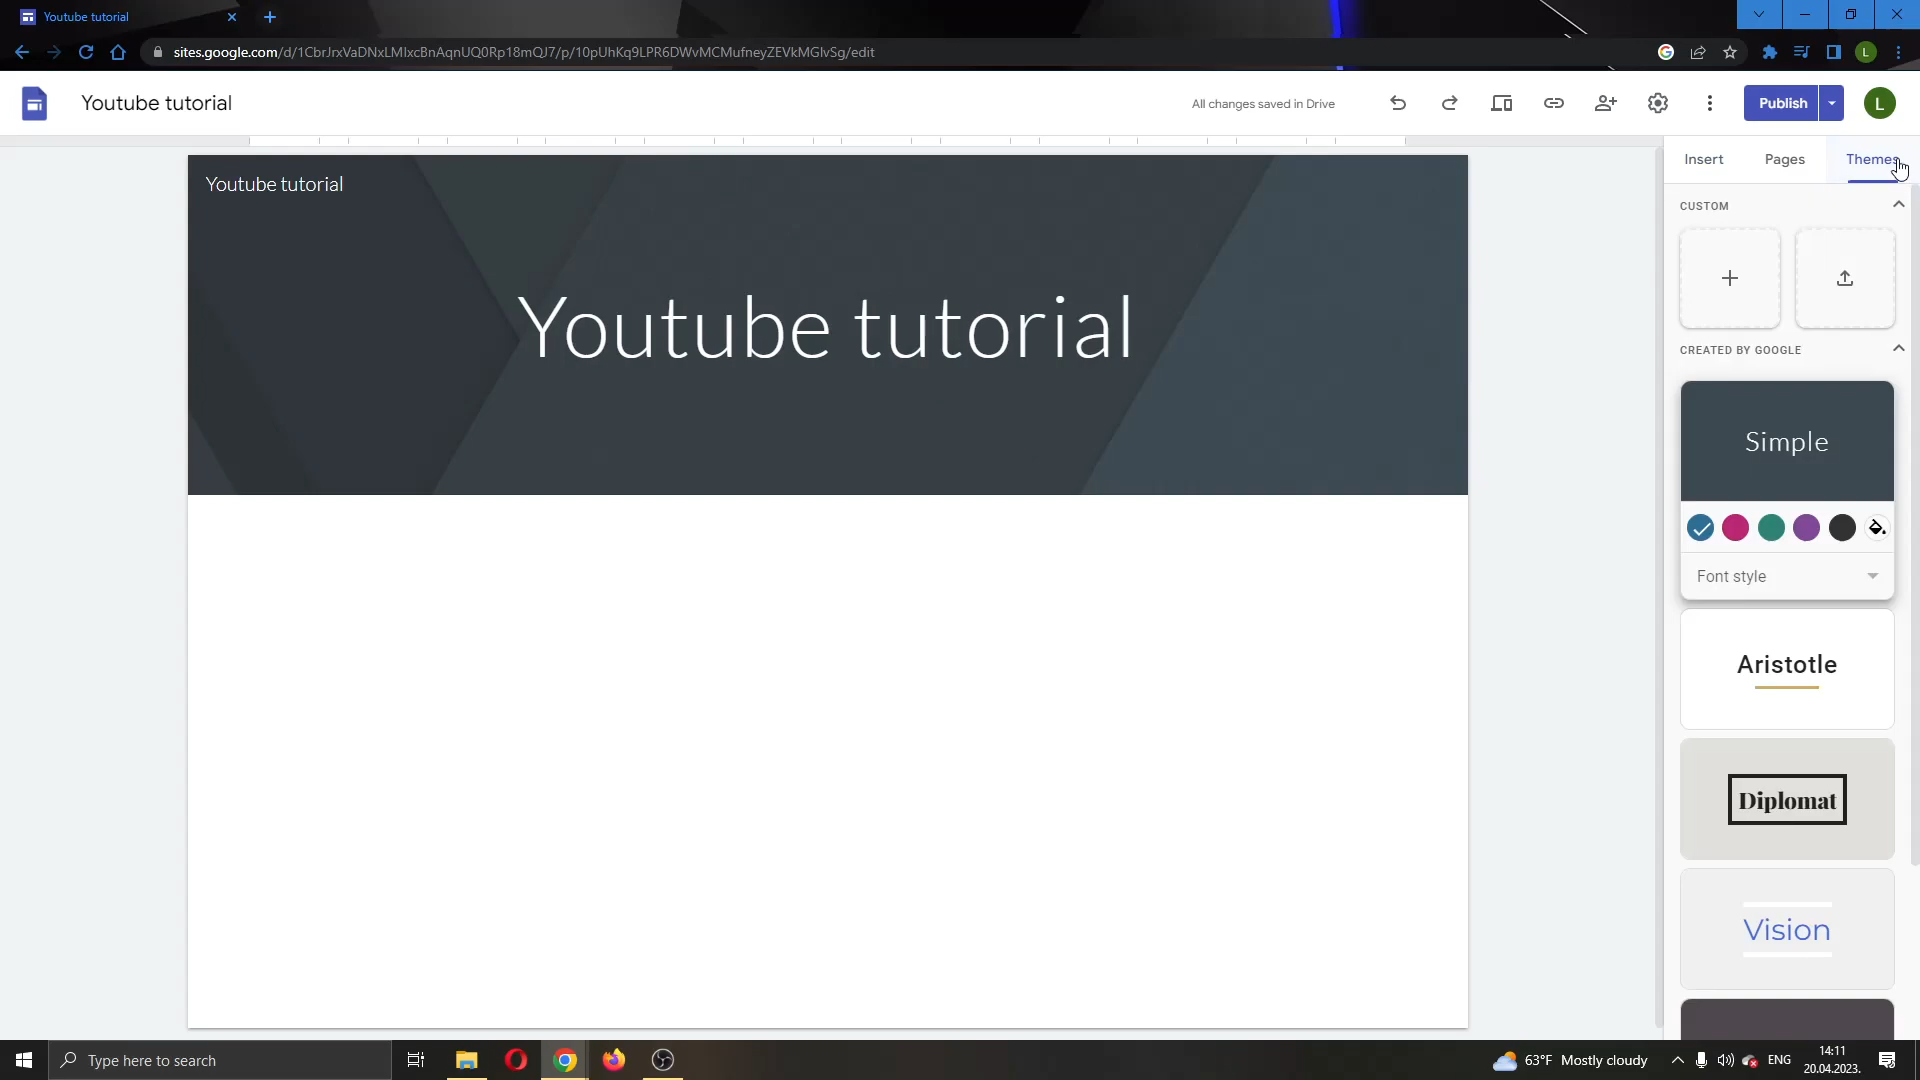 Youtube tutorial
sites.google.com/d/1CbrJrxVaDNxLMIxcBnAqnUQ0Rp18mQJ7/p/10pUhKq9LPR6DWvMCMufneyZEVkMGlvSg/edit
L
Youtube tutorial
All changes saved in Drive
Publish
L
Insert
Pages
Themes
Youtube tutorial
Youtube tutorial
CUSTOM
CREATED BY GOOGLE
Simple
Font style
Aristotle
Diplomat
Vision
Type here to search
63°F Mostly cloudy
ENG
14:11
20.04.2023.